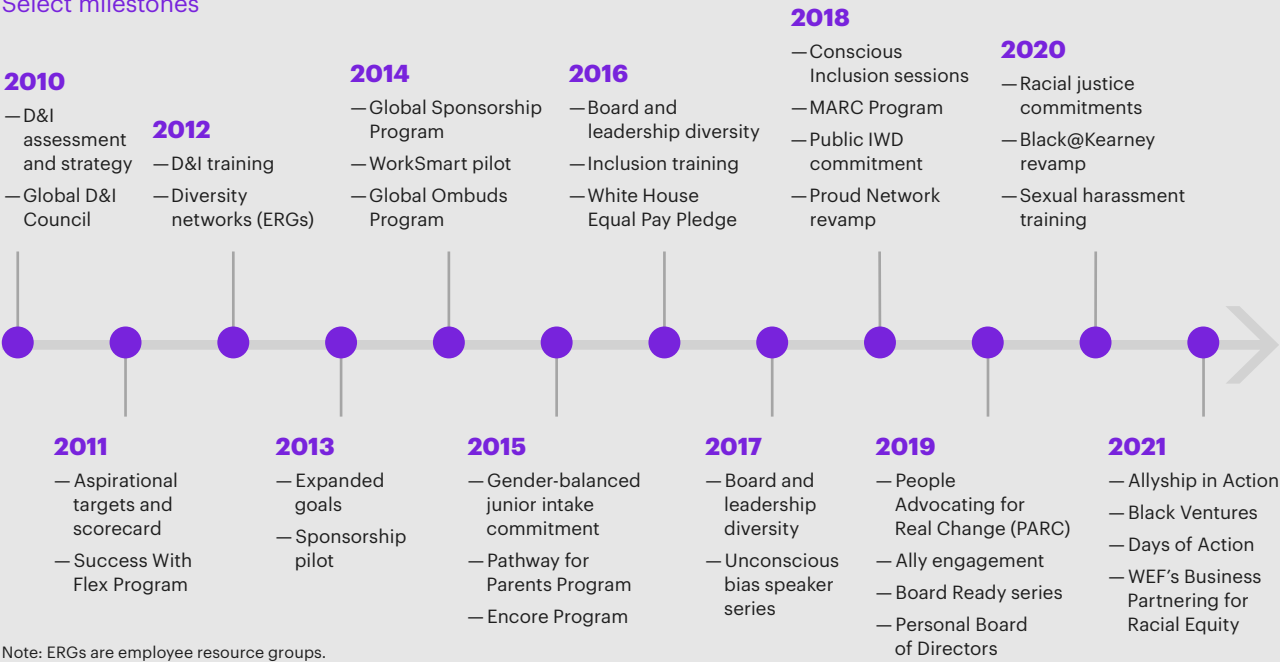 Select milestones
2010
—D&I
assessment
and strategy
—Global D&I
Council
2012
—D&I training
—Diversity
networks (ERGs)
2014
—Global Sponsorship
Program
—WorkSmart pilot
—Global Ombuds
Program
2016
—Board and
leadership diversity
—Inclusion training
—White House
Equal Pay Pledge
2018
—Conscious
Inclusion sessions
—MARC Program
—Public IWD
commitment
—Proud Network
revamp
2020
—Racial justice
commitments
—Black@Kearney
revamp
—Sexual harassment
training
2011
—Aspirational
targets and
scorecard
—Success With
Flex Program
2013
—Expanded
goals
—Sponsorship
pilot
2015
—Gender-balanced
junior intake
commitment
—Pathway for
Parents Program
—Encore Program
2017
—Board and
leadership
diversity
—Unconscious
bias speaker
series
2019
—People
Advocating for
Real Change (PARC)
—Ally engagement
—Board Ready series
—Personal Board
of Directors
2021
—Allyship in Action
—Black Ventures
—Days of Action
—WEF’s Business
Partnering for
Racial Equity
Note: ERGs are employee resource groups.